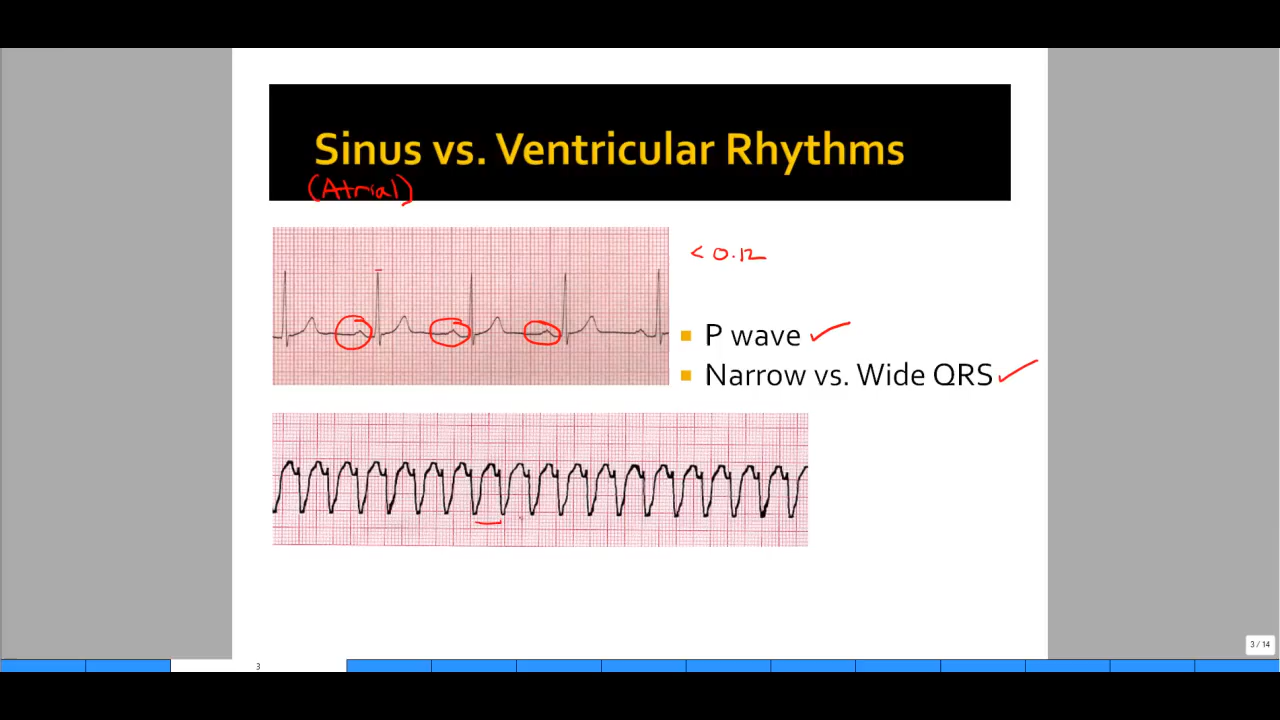 Sinus vs. Ventricular Rhythms
(Atrial)
< 0.12
P wave
Narrow vs. Wide QRS
3 / 14
3